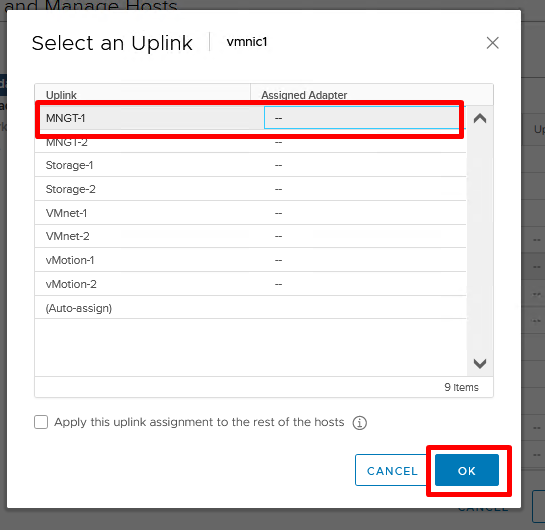 and Manage Hosts
Select an Uplink vmnic1
Uplink Assigned Adapter
MNGT-1 --
MNGT-2 --
Storage-1 --
Storage-2 --
VMnet-1 --
VMnet-2 --
vMotion-1 --
vMotion-2 --
(Auto-assign)
9 items
Apply this uplink assignment to the rest of the hosts
CANCEL OK
CANCEL